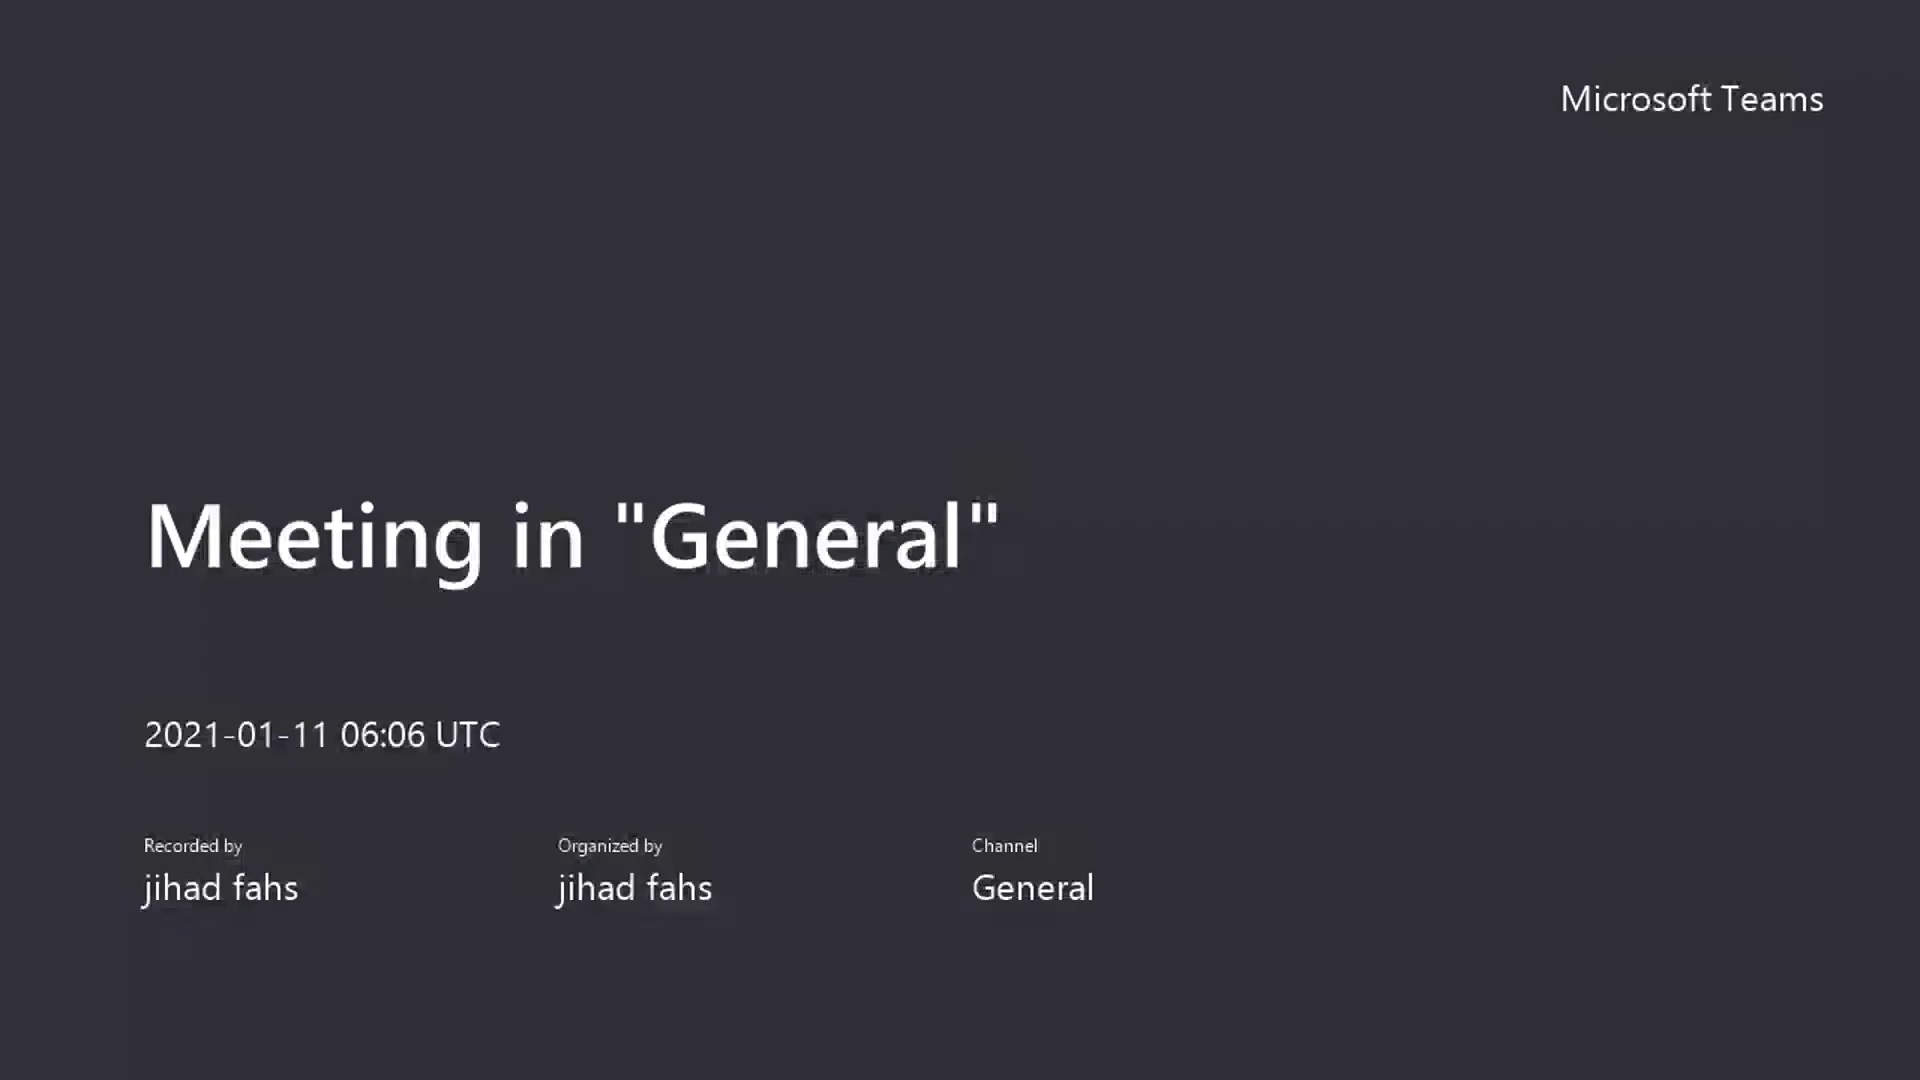 Microsoft Teams
Meeting in "General"
2021-01-11 06:06 UTC
Recorded by
jihad fahs
Organized by
jihad fahs
Channel
General